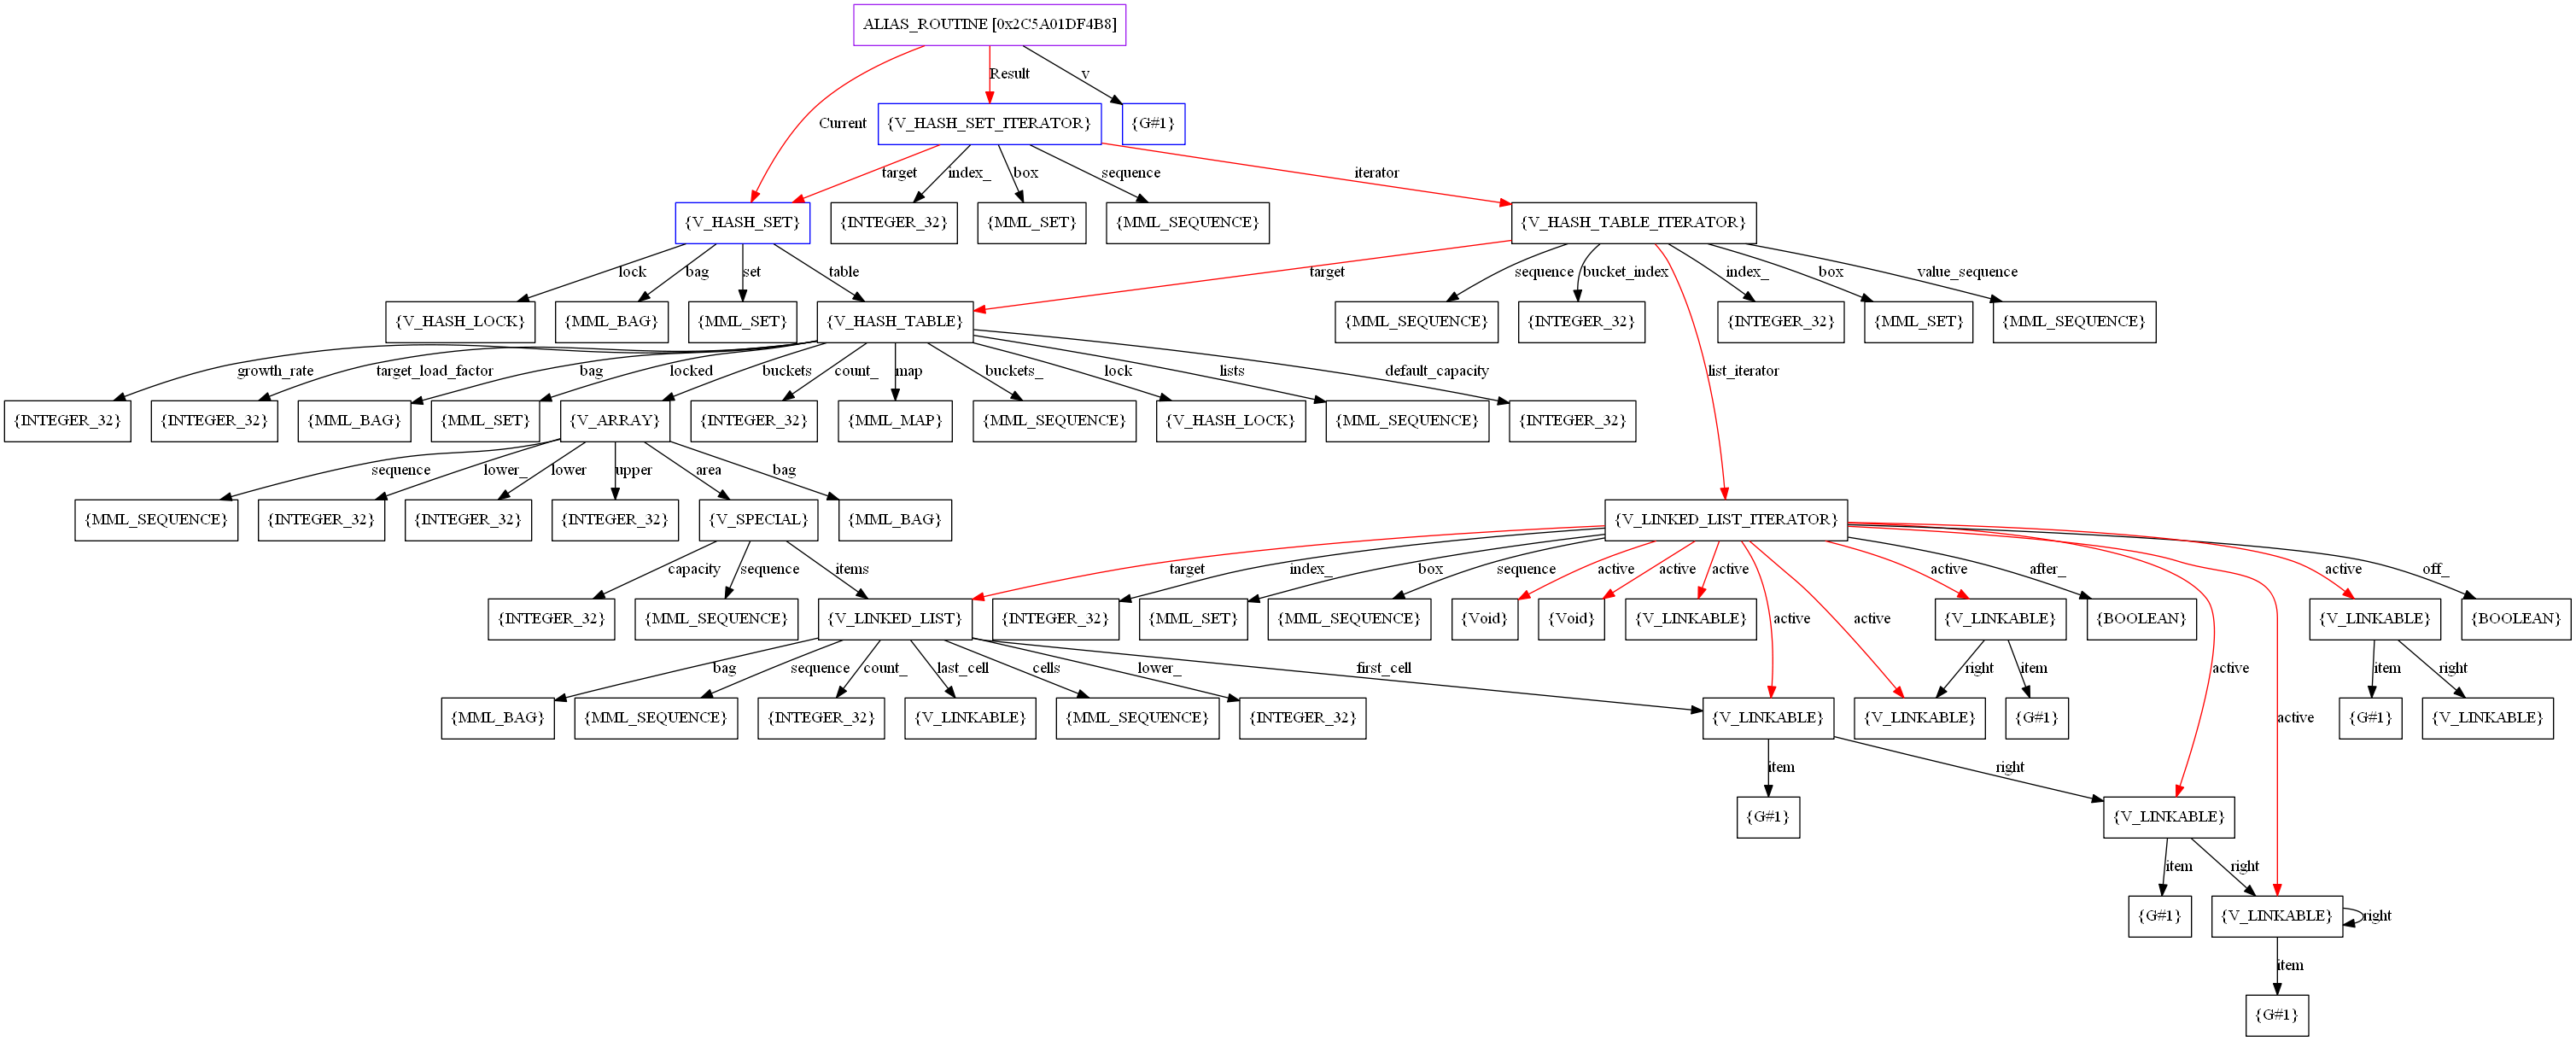 ALIAS_ROUTINE [0x2C5A01DF4B8]
Result
v
Current
{V_HASH_SET_ITERATOR}
{G#1}
target
index_
box
sequence
iterator
{V_HASH_SET}
{INTEGER_32}
{MML_SET}
{MML_SEQUENCE}
{V_HASH_TABLE_ITERATOR}
lock
bag
set
table
target
sequence
bucket_index
index_
box
value_sequence
{V_HASH_LOCK}
{MML_BAG}
{MML_SET}
{V_HASH_TABLE}
{MML_SEQUENCE}
{INTEGER_32}
{INTEGER_32}
{MML_SET}
{MML_SEQUENCE}
growth_rate
target_load_factor
bag
locked
buckets
count_
map
buckets_
lock
lists
default_capacity
list_iterator
{INTEGER_32}
{INTEGER_32}
{MML_BAG}
{MML_SET}
{V_ARRAY}
{INTEGER_32}
{MML_MAP}
{MML_SEQUENCE}
{V_HASH_LOCK}
{MML_SEQUENCE}
{INTEGER_32}
sequence
lower_
lower
upper
area
bag
{MML_SEQUENCE}
{INTEGER_32}
{INTEGER_32}
{INTEGER_32}
{V_SPECIAL}
{MML_BAG}
{V_LINKED_LIST_ITERATOR}
capacity
sequence
items
target
index_
box
sequence
active
active
active
active
after_
active
off_
{INTEGER_32}
{MML_SEQUENCE}
{V_LINKED_LIST}
{INTEGER_32}
{MML_SET}
{MML_SEQUENCE}
{Void}
{Void}
{V_LINKABLE}
active
active
{V_LINKABLE}
{BOOLEAN}
{V_LINKABLE}
{BOOLEAN}
bag
sequence
count_
last_cell
cells
lower_
first_cell
right
item
active
item
right
{MML_BAG}
{MML_SEQUENCE}
{INTEGER_32}
{V_LINKABLE}
{MML_SEQUENCE}
{INTEGER_32}
{V_LINKABLE}
{V_LINKABLE}
{G#1}
active
{G#1}
{V_LINKABLE}
item
right
{G#1}
{V_LINKABLE}
item
right
{G#1}
{V_LINKABLE}
right
item
{G#1}